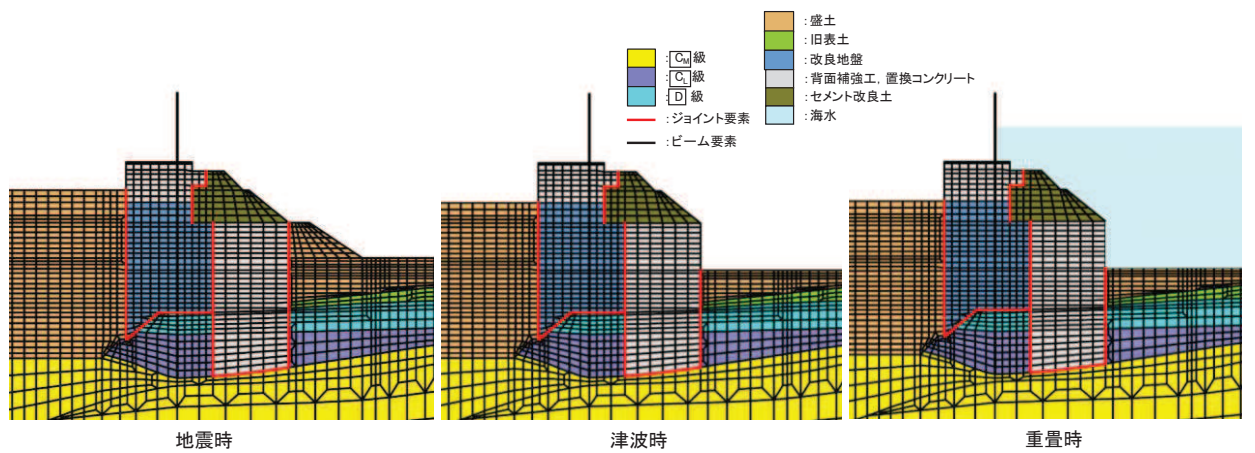 :CM級
:CL級
:D級
:ジョイント要素
:ビーム要素
:盛土
:旧表土
:改良地盤
:背面補強工,置換コンクリート
:セメント改良土
:海水
地震時
津波時
重畳時